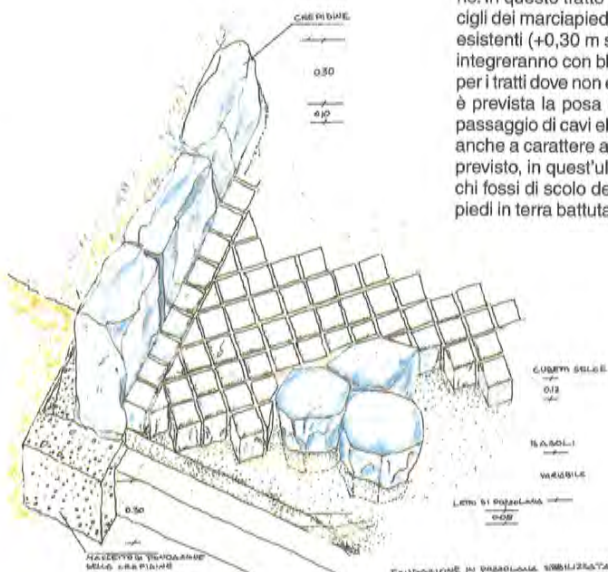 ne. In questo tratto
cigli dei marciapied
esistenti (+0,30 m s
integreranno con bl
per i tratti dove non
è prevista la posa
passaggio di cavi el
anche a carattere a
previsto, in quest'ul
chi fossi di scolo de
piedi in terra battuta
CREPIDINE
0.30
0.10
CUBETTI SELCE
0.12
BASOLI
VARIABILE
LETTO DI POZZOLANA
0.08
0.30
MASSETTO DI FONDAZIONE
DELLA CREPIDINE
FONDAZIONE IN POZZOLANA STABILIZZATA